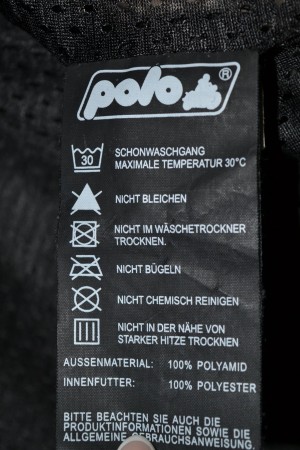 polo®
30
SCHONWASCHGANG
MAXIMALE TEMPERATUR 30°C
NICHT BLEICHEN
NICHT IM WÄSCHETROCKNER
TROCKNEN.
NICHT BÜGELN
NICHT CHEMISCH REINIGEN
NICHT IN DER NÄHE VON
STARKER HITZE TROCKNEN
AUSSENMATERIAL: 100% POLYAMID
INNENFUTTER: 100% POLYESTER
BITTE BEACHTEN SIE AUCH DIE
PRODUKTINFORMATIONEN SOWIE DIE
ALLGEMEINE GEBRAUCHSANWEISUNG.